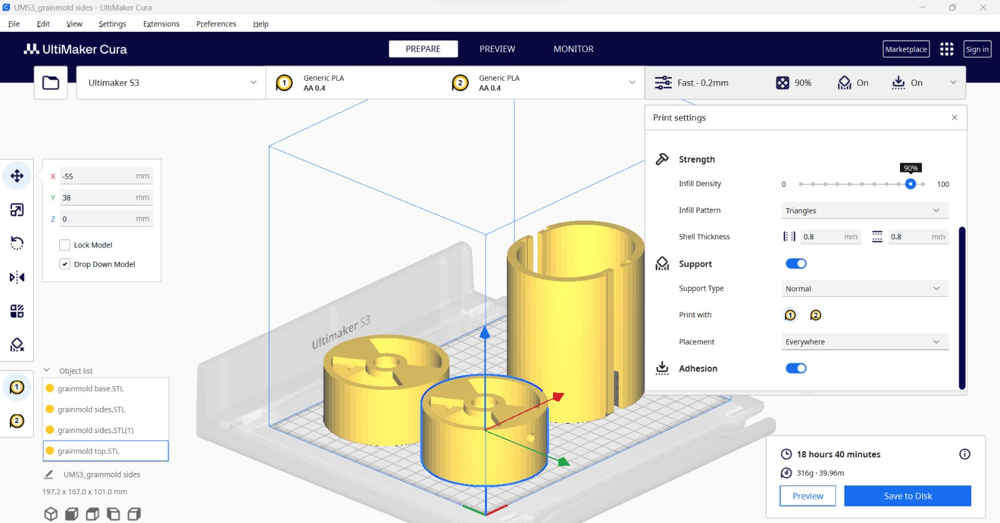 UMS3_grainmold sides - UltiMaker Cura
File Edit View Settings Extensions Preferences Help
UltiMaker Cura
PREPARE PREVIEW MONITOR
Marketplace
Sign in
Ultimaker S3
1 Generic PLA
AA 0.4
2 Generic PLA
AA 0.4
Fast - 0.2mm
90%
On
On
Print settings
Strength
90%
Infill Density 0 100
Infill Pattern Triangles
Shell Thickness 0.8 mm 0.8 mm
Support
Support Type Normal
Print with 1 2
Placement Everywhere
Adhesion
X -55 mm
Y 38 mm
Z 0 mm
Lock Model
Drop Down Model
1
2
Ultimaker S3
Object list
grainmold base.STL
grainmold sides.STL
grainmold sides.STL(1)
grainmold top.STL
UMS3_grainmold sides
197.2 x 167.0 x 101.0 mm
18 hours 40 minutes
316g · 39.96m
Preview
Save to Disk